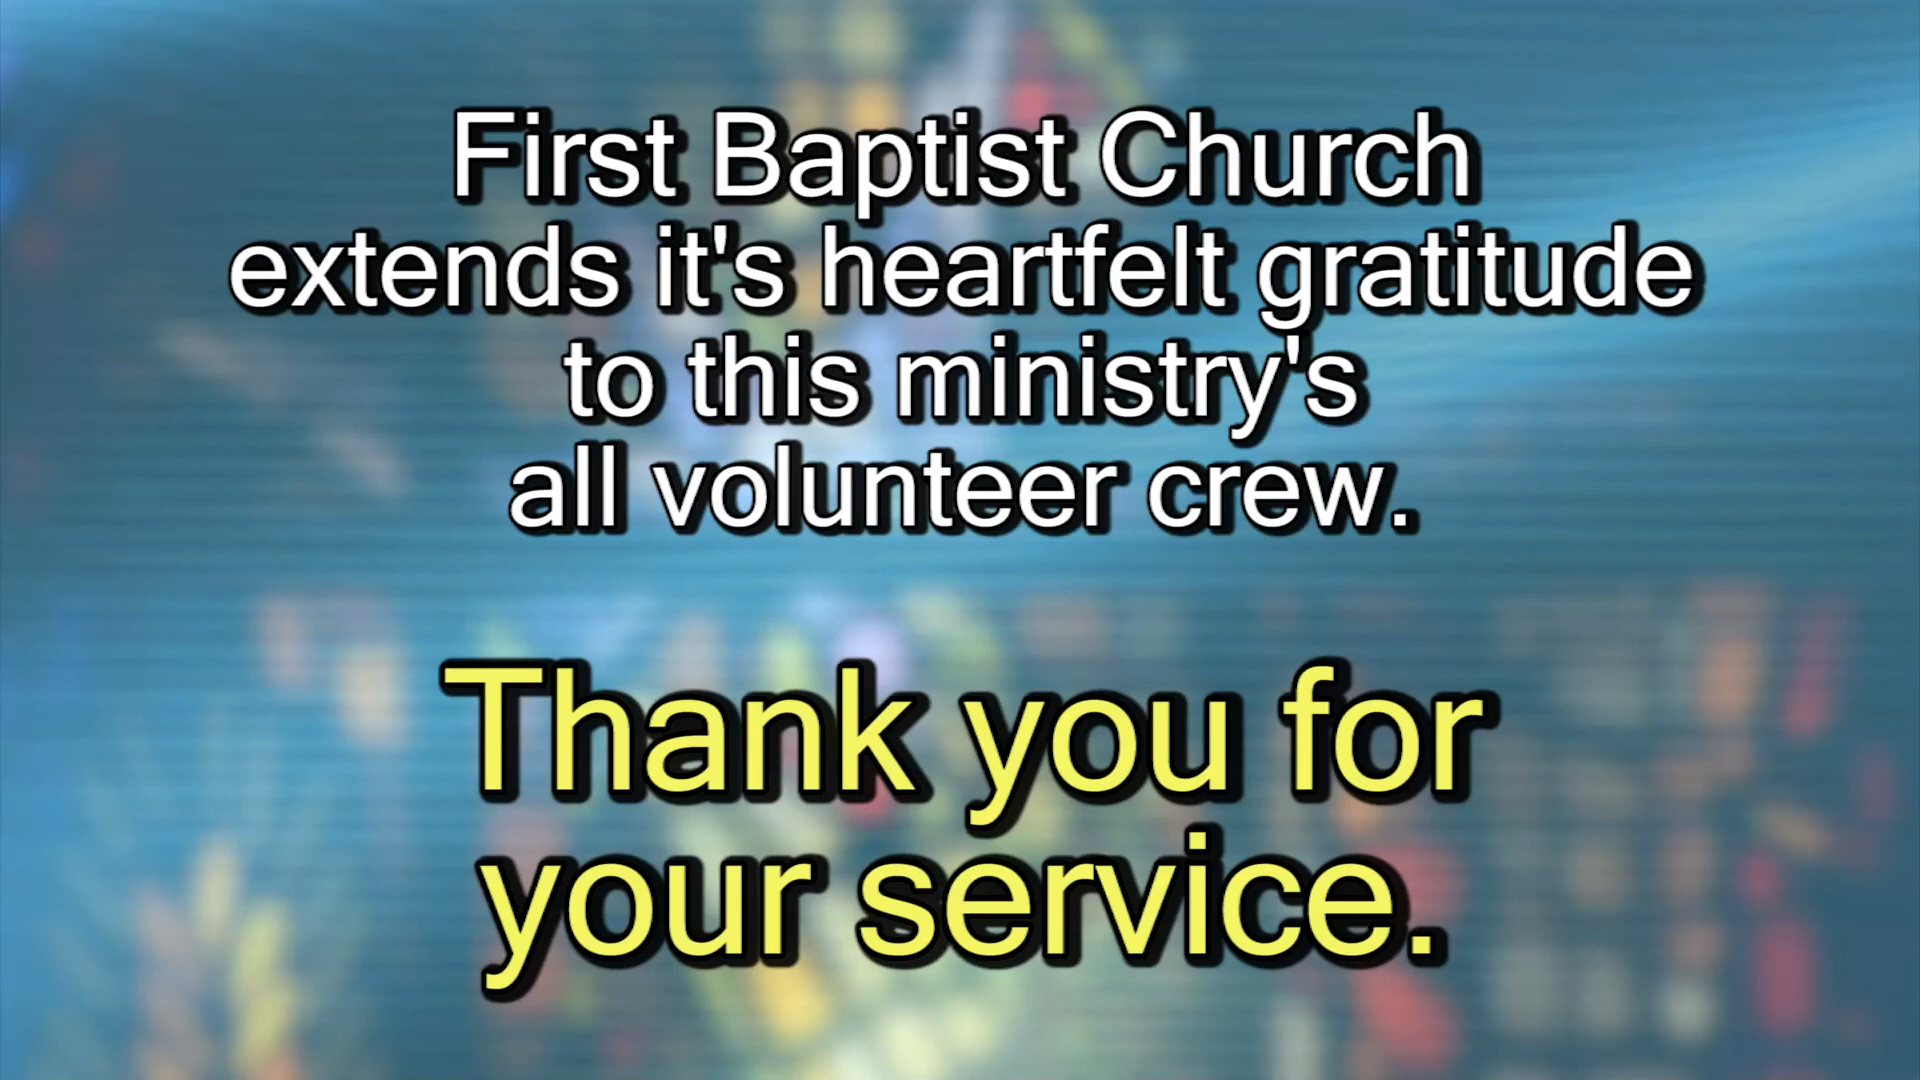 First Baptist Church
extends it's heartfelt gratitude
to this ministry's
all volunteer crew.
Thank you for
your service.